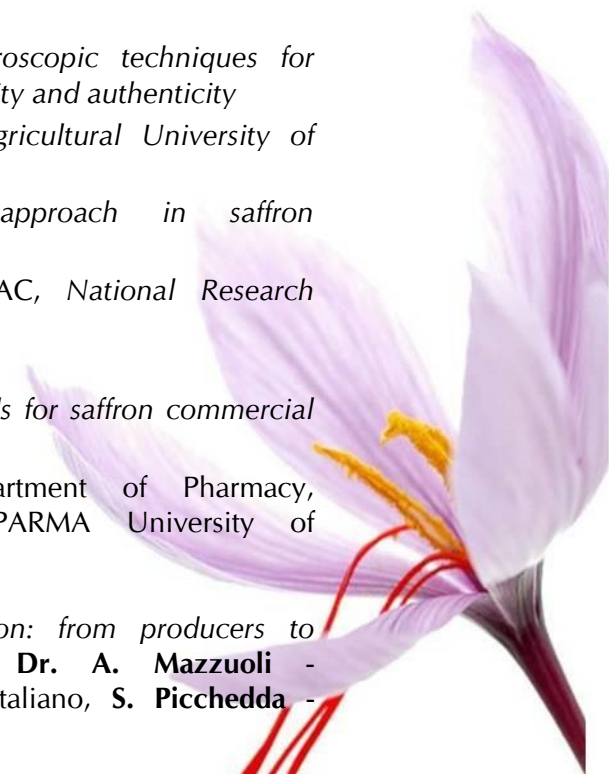 roscopic techniques for
ity and authenticity
gricultural University of
approach in saffron
AC, National Research
ls for saffron commercial
artment of Pharmacy,
PARMA University of
on: from producers to
Dr. A. Mazzuoli -
taliano, S. Picchedda -